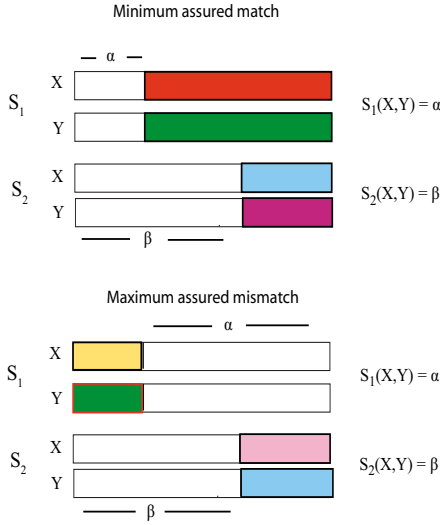 Minimum assured match
α
X
S₁
S₁(X,Y) = α
Y
X
S₂
S₂(X,Y) = β
Y
β
Maximum assured mismatch
α
X
S₁
S₁(X,Y) = α
Y
X
S₂
S₂(X,Y) = β
Y
β